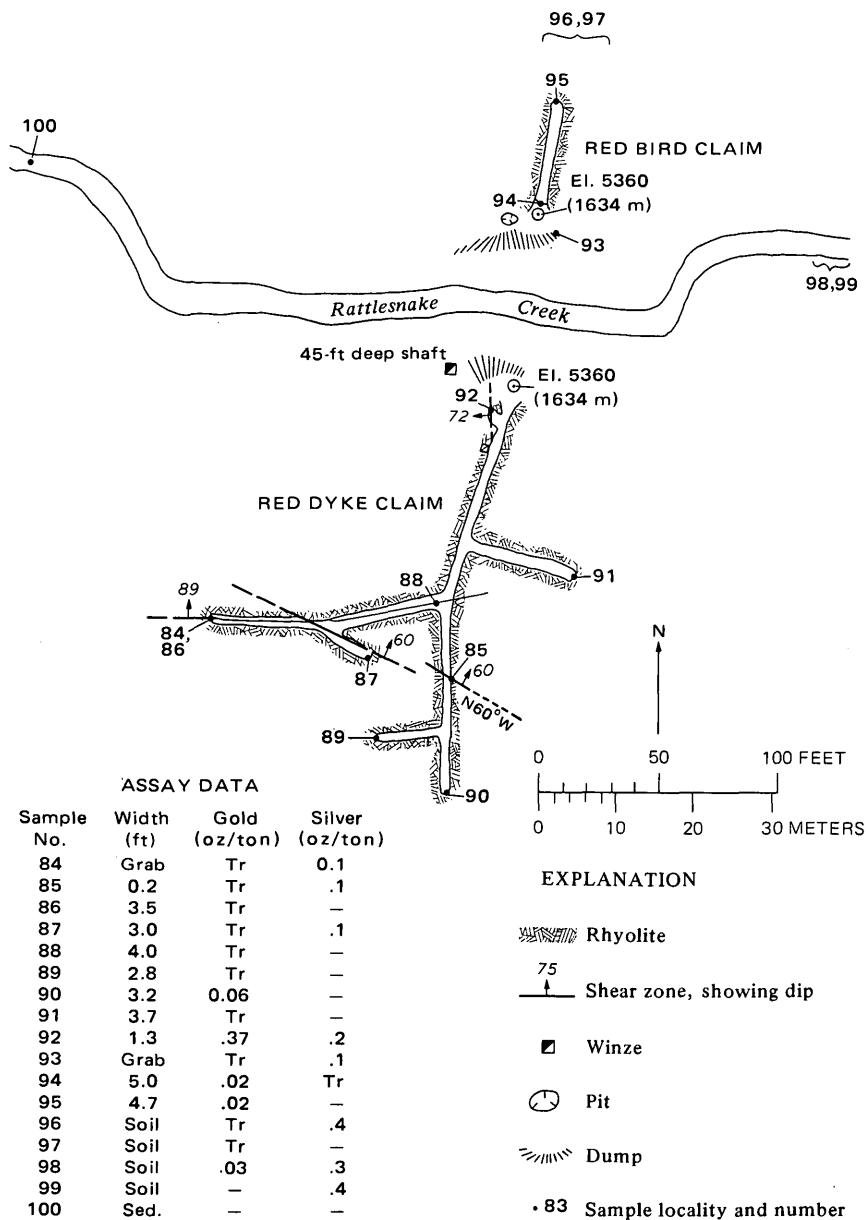 96,97
95
100
RED BIRD CLAIM
El. 5360
(1634 m)
94
93
98,99
Rattlesnake Creek
45-ft deep shaft
El. 5360
(1634 m)
92
72
RED DYKE CLAIM
88
91
89
84,
86
60
87
85
60
N60°W
89
90
N
0 50 100 FEET
0 10 20 30 METERS
ASSAY DATA
Sample No. Width (ft) Gold (oz/ton) Silver (oz/ton)
84 Grab Tr 0.1
85 0.2 Tr .1
86 3.5 Tr –
87 3.0 Tr .1
88 4.0 Tr –
89 2.8 Tr –
90 3.2 0.06 –
91 3.7 Tr –
92 1.3 .37 .2
93 Grab Tr .1
94 5.0 .02 Tr
95 4.7 .02 –
96 Soil Tr .4
97 Soil Tr –
98 Soil .03 .3
99 Soil – .4
100 Sed. – –
EXPLANATION
Rhyolite
75
Shear zone, showing dip
Winze
Pit
Dump
• 83 Sample locality and number